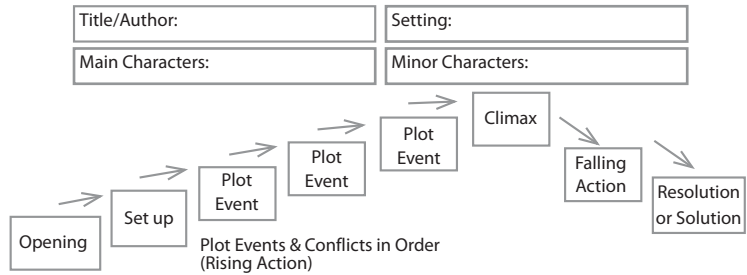 Title/Author:
Setting:
Main Characters:
Minor Characters:
Opening
Set up
Plot
Event
Plot
Event
Plot
Event
Climax
Falling
Action
Resolution
or Solution
Plot Events & Conflicts in Order
(Rising Action)